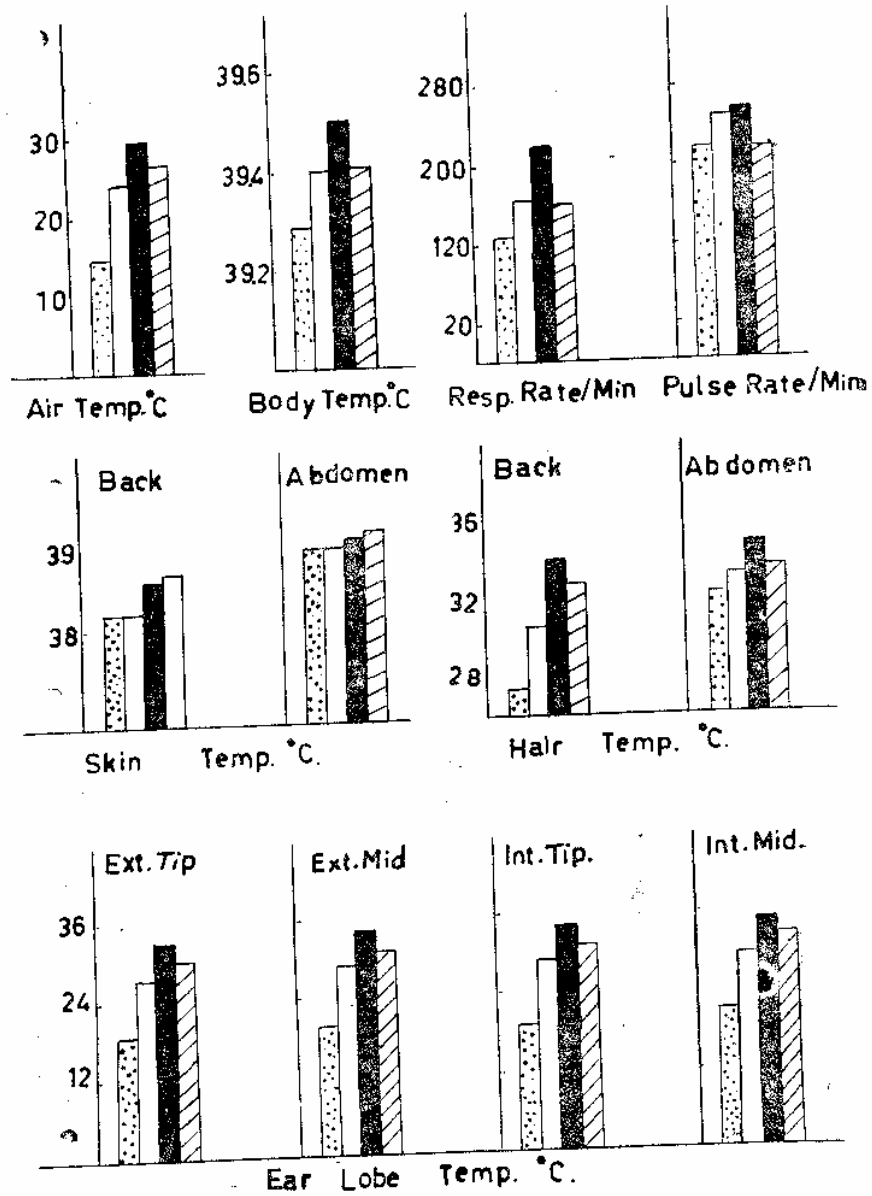 39.6
280
30
39.4
200
20
39.2
120
10
20
Air Temp.°C
Body Temp.°C
Resp. Rate/Min
Pulse Rate/Min
Back
Abdomen
Back
Abdomen
39
38
36
32
28
Skin Temp. °C.
Hair Temp. °C.
Ext. Tip
Ext. Mid
Int. Tip.
Int. Mid.
36
24
12
Ear Lobe Temp. °C.